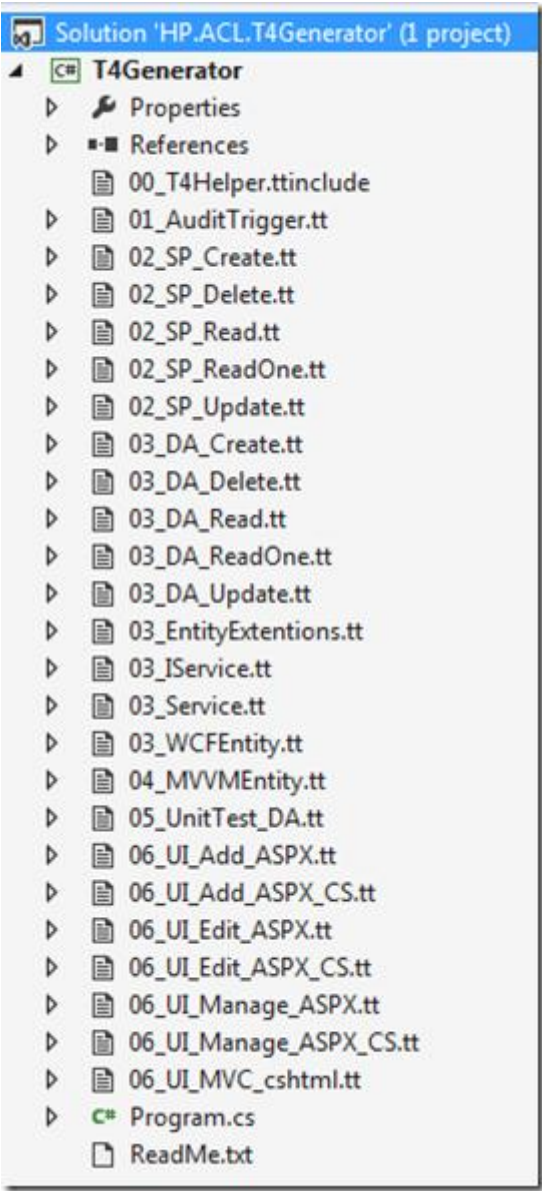 Solution 'HP.ACL.T4Generator' (1 project)
C# T4Generator
Properties
References
00_T4Helper.ttinclude
01_AuditTrigger.tt
02_SP_Create.tt
02_SP_Delete.tt
02_SP_Read.tt
02_SP_ReadOne.tt
02_SP_Update.tt
03_DA_Create.tt
03_DA_Delete.tt
03_DA_Read.tt
03_DA_ReadOne.tt
03_DA_Update.tt
03_EntityExtentions.tt
03_IService.tt
03_Service.tt
03_WCFEntity.tt
04_MVVMEntity.tt
05_UnitTest_DA.tt
06_UI_Add_ASPX.tt
06_UI_Add_ASPX_CS.tt
06_UI_Edit_ASPX.tt
06_UI_Edit_ASPX_CS.tt
06_UI_Manage_ASPX.tt
06_UI_Manage_ASPX_CS.tt
06_UI_MVC_cshtml.tt
C# Program.cs
ReadMe.txt